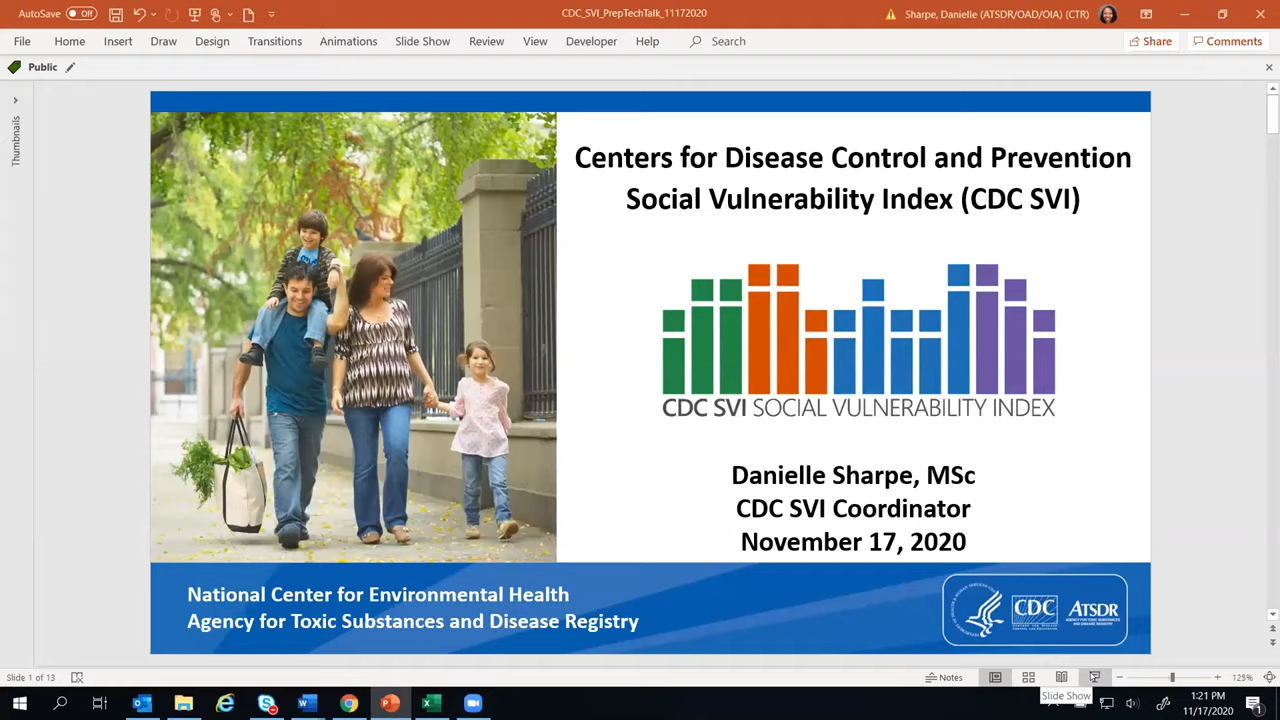 AutoSave Off
CDC_SVI_PrepTechTalk_11172020
Sharpe, Danielle (ATSDR/OAD/OIA) (CTR)
File Home Insert Draw Design Transitions Animations Slide Show Review View Developer Help Search Share Comments
Public
Thumbnails
Centers for Disease Control and Prevention
Social Vulnerability Index (CDC SVI)
CDC SVI SOCIAL VULNERABILITY INDEX
Danielle Sharpe, MSc
CDC SVI Coordinator
November 17, 2020
National Center for Environmental Health
Agency for Toxic Substances and Disease Registry
CDC
ATSDR
Slide 1 of 13
Notes
125%
Slide Show
1:21 PM
11/17/2020
1